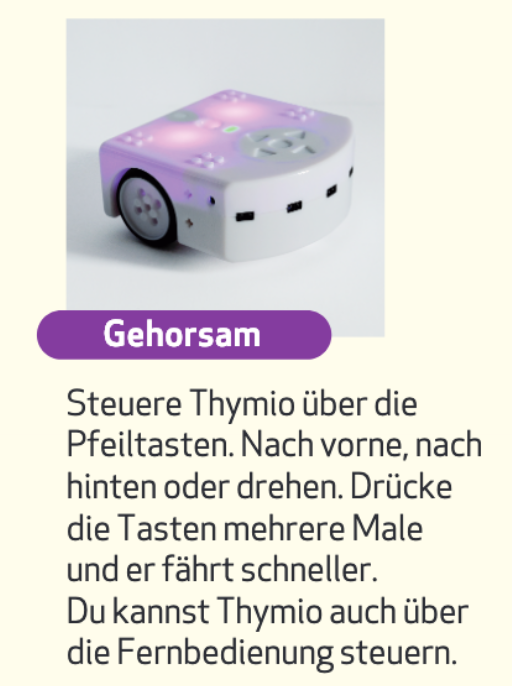 Gehorsam
Steuere Thymio über die
Pfeiltasten. Nach vorne, nach
hinten oder drehen. Drücke
die Tasten mehrere Male
und er fährt schneller.
Du kannst Thymio auch über
die Fernbedienung steuern.